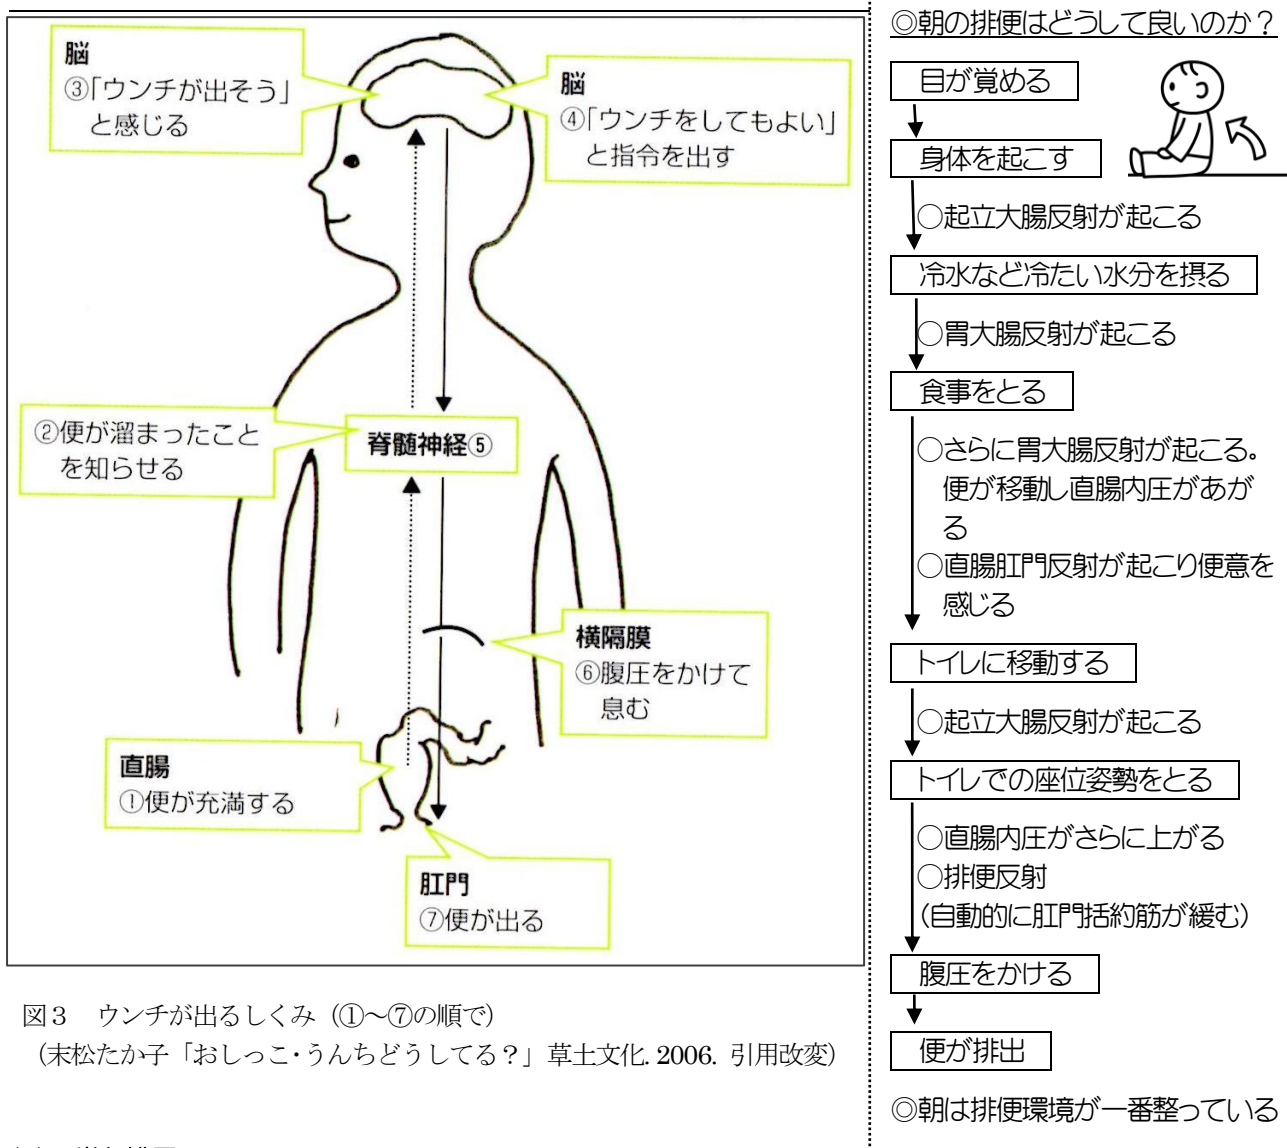 脳
③「ウンチが出そう」
と感じる
脳
④「ウンチをしてもよい」
と指令を出す
②便が溜まったこと
を知らせる
脊髄神経⑤
横隔膜
⑥腹圧をかけて
息む
直腸
①便が充満する
肛門
⑦便が出る
図３　ウンチが出るしくみ（①～⑦の順で）
（末松たか子「おしっこ・うんちどうしてる？」草土文化. 2006. 引用改変）
◎朝の排便はどうして良いのか？
目が覚める
身体を起こす
○起立大腸反射が起こる
冷水など冷たい水分を摂る
○胃大腸反射が起こる
食事をとる
○さらに胃大腸反射が起こる。
便が移動し直腸内圧があが
る
○直腸肛門反射が起こり便意を
感じる
トイレに移動する
○起立大腸反射が起こる
トイレでの座位姿勢をとる
○直腸内圧がさらに上がる
○排便反射
（自動的に肛門括約筋が緩む）
腹圧をかける
便が排出
◎朝は排便環境が一番整っている